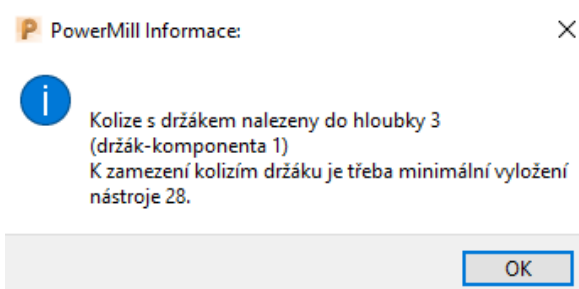 PowerMill Informace:
Kolize s držákem nalezeny do hloubky 3
(držák-komponenta 1)
K zamezení kolizím držáku je třeba minimální vyložení
nástroje 28.
OK